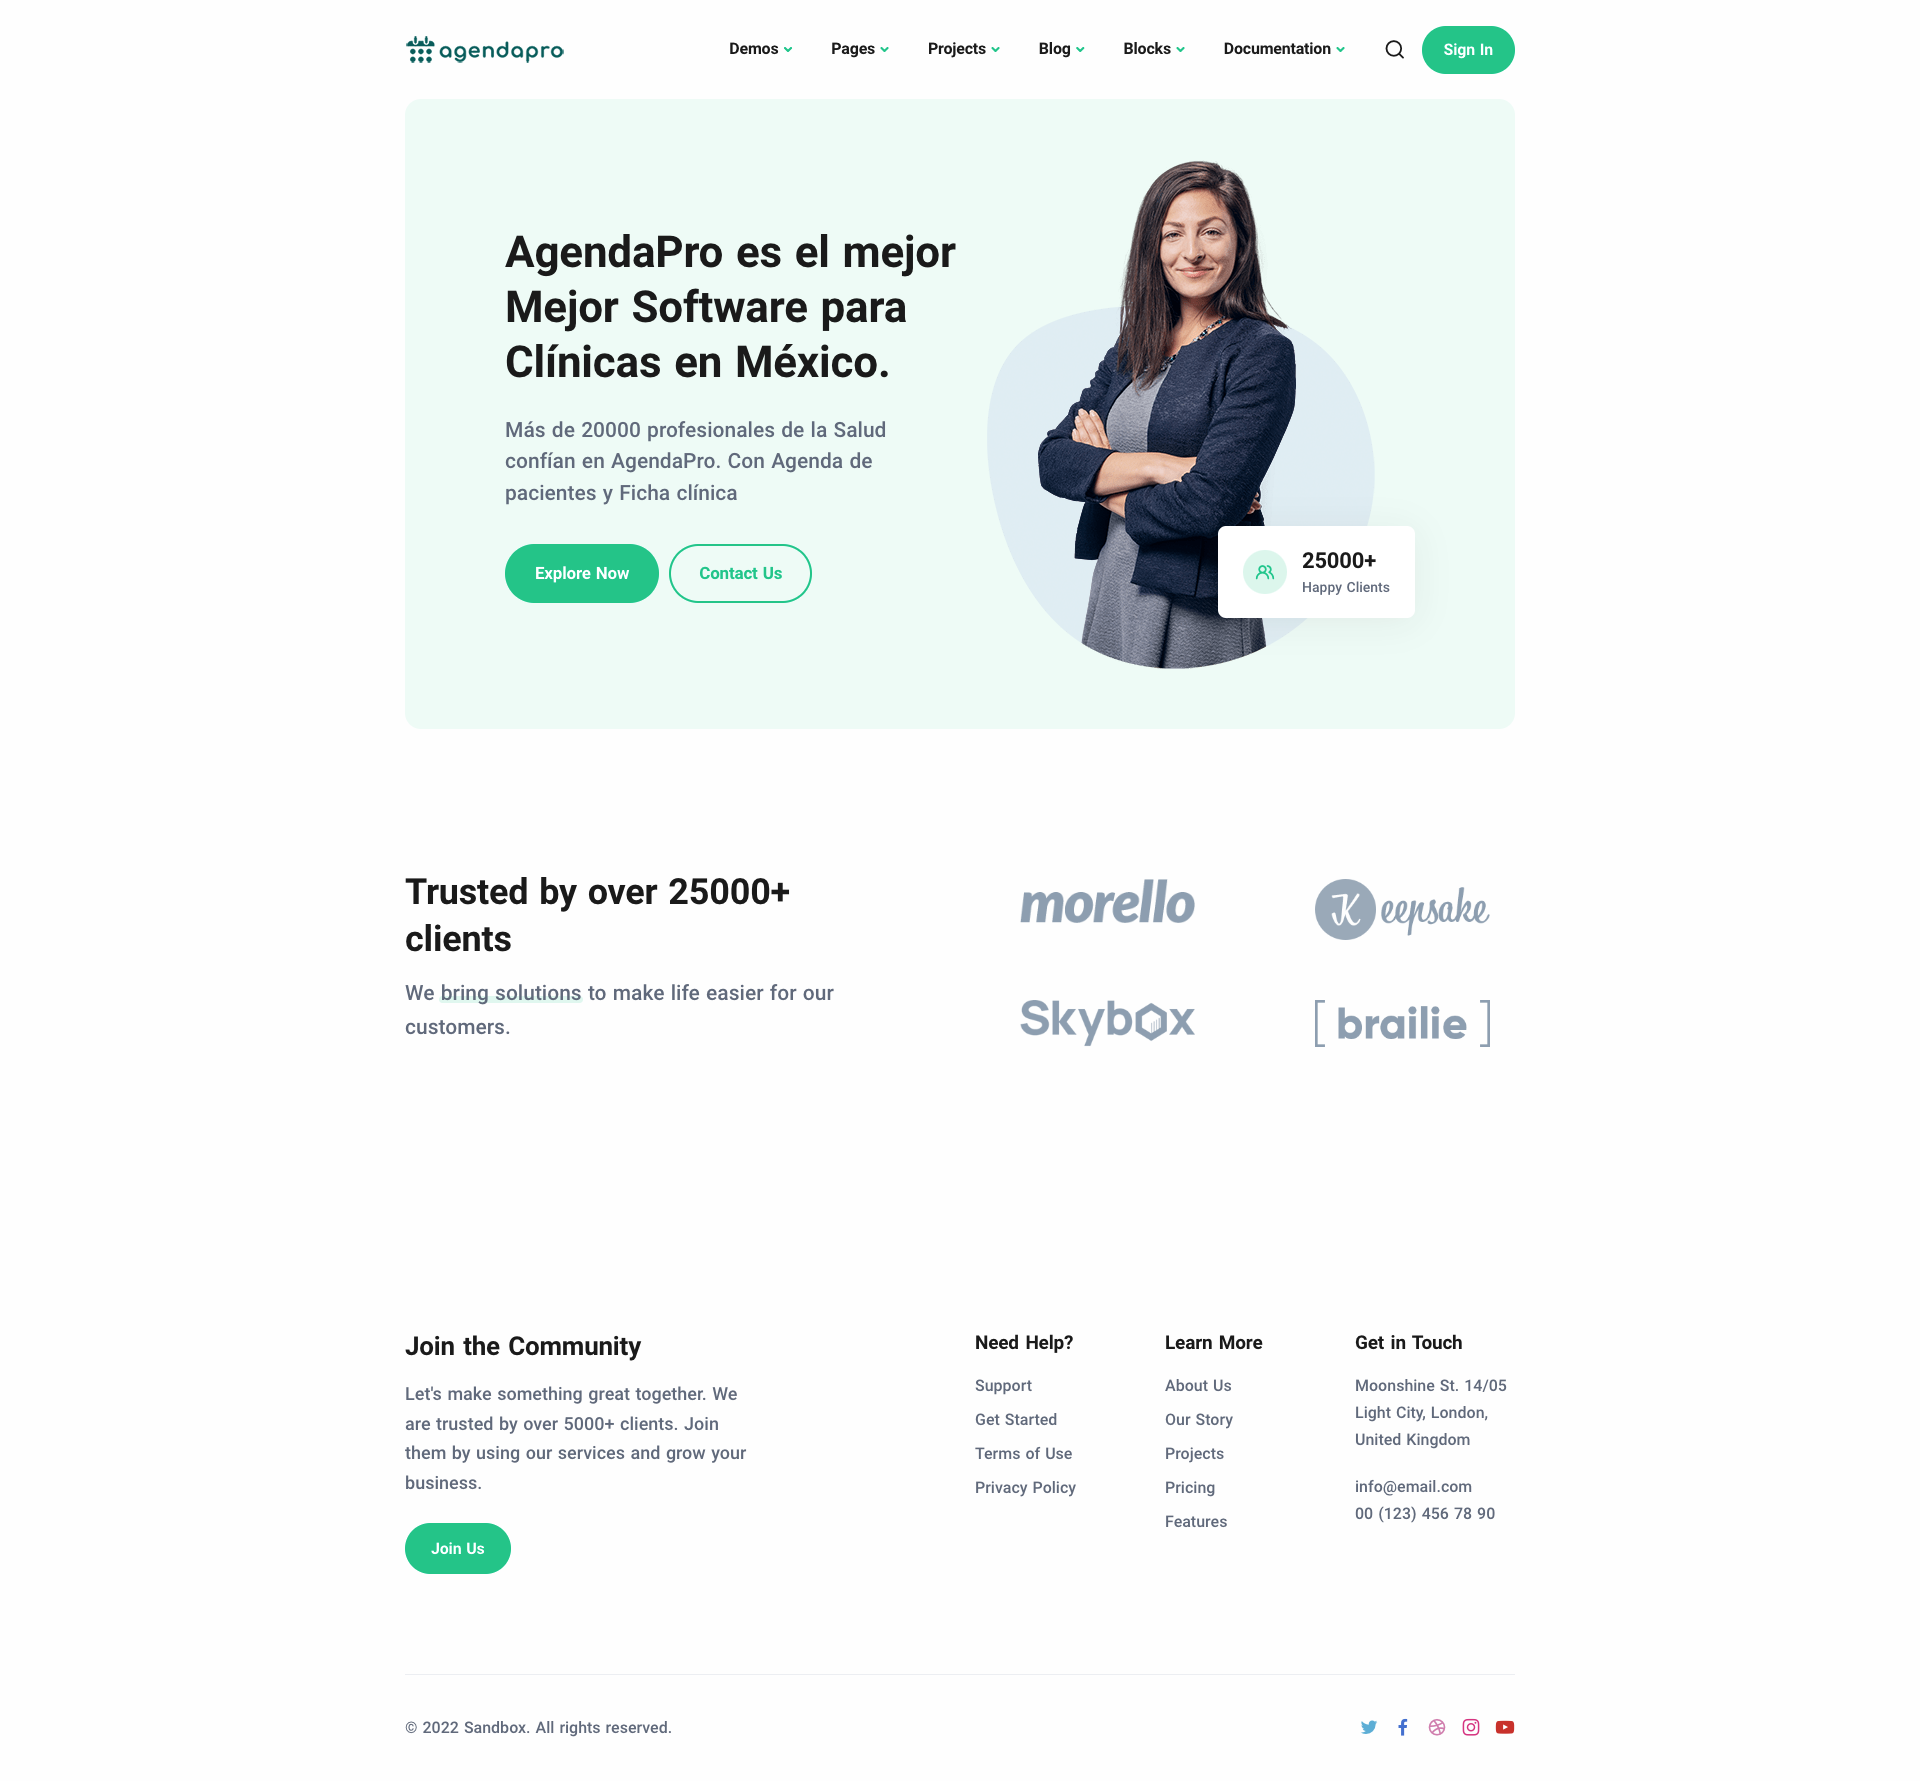 agendapro
Demos
Pages
Projects
Blog
Blocks
Documentation
Sign In
AgendaPro es el mejor
Mejor Software para
Clínicas en México.
Más de 20000 profesionales de la Salud
confían en AgendaPro. Con Agenda de
pacientes y Ficha clínica
Explore Now
Contact Us
25000+
Happy Clients
Trusted by over 25000+
clients
We bring solutions to make life easier for our
customers.
morello
Keepsake
Skybox
[ brailie ]
Join the Community
Let's make something great together. We
are trusted by over 5000+ clients. Join
them by using our services and grow your
business.
Join Us
Need Help?
Support
Get Started
Terms of Use
Privacy Policy
Learn More
About Us
Our Story
Projects
Pricing
Features
Get in Touch
Moonshine St. 14/05
Light City, London,
United Kingdom
info@email.com
00 (123) 456 78 90
© 2022 Sandbox. All rights reserved.